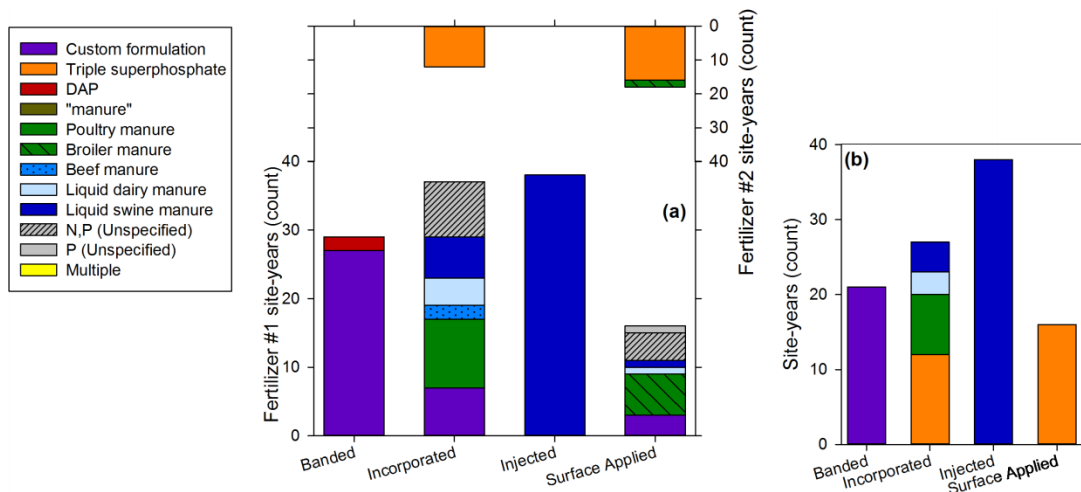 Custom formulation
Triple superphosphate
DAP
"manure"
Poultry manure
Broiler manure
Beef manure
Liquid dairy manure
Liquid swine manure
N,P (Unspecified)
P (Unspecified)
Multiple
Fertilizer #1 site-years (count)
40
30
20
10
0
Banded
Incorporated
Injected
Surface Applied
(a)
0
10
20
30
40
Fertilizer #2 site-years (count)
Site-years (count)
40
30
20
10
0
(b)
Banded
Incorporated
Injected
Surface Applied